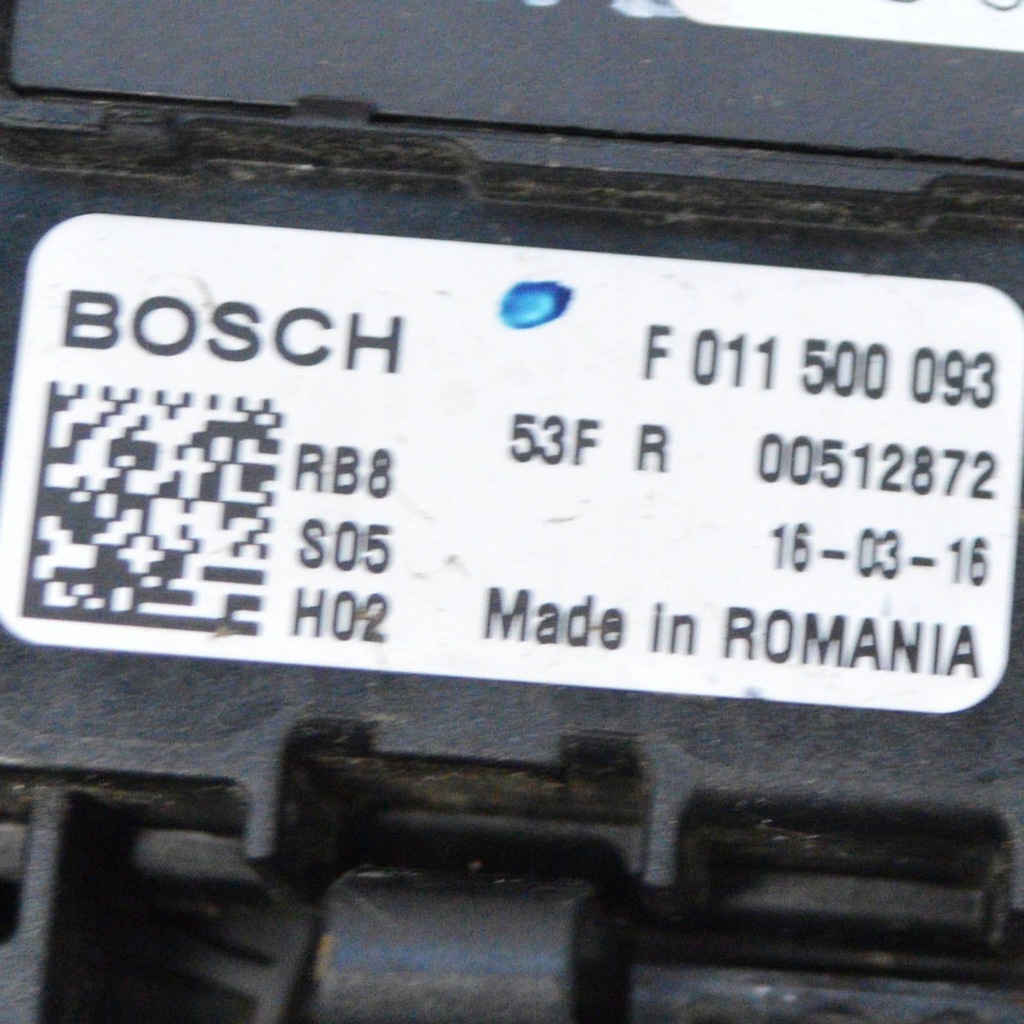 BOSCH F 011 500 093
RB8 53F R 00512872
S05 16-03-16
H02 Made in ROMANIA